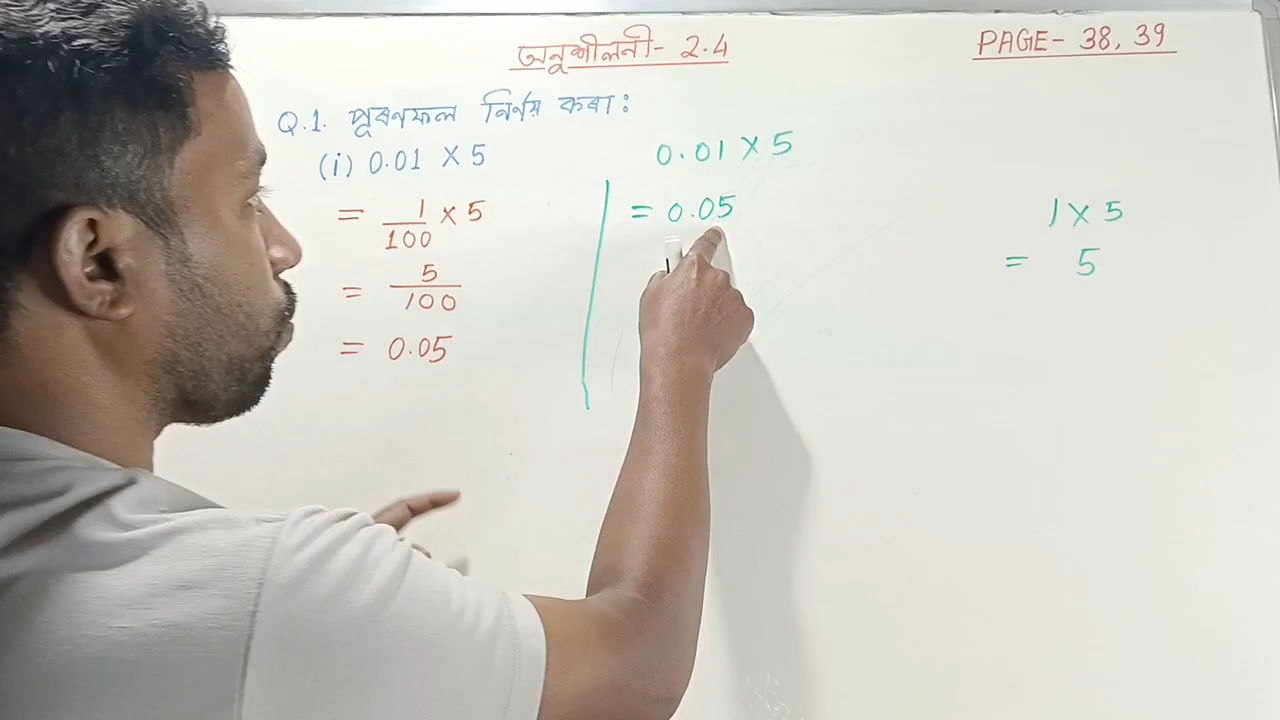 অনুশীলনী- 2.4
PAGE- 38, 39
Q.1. পূৰণফল নিৰ্ণয় কৰা:
(i) 0.01 X 5
= 1/100 x 5
= 5/100
= 0.05
0.01 X 5
= 0.05
1 X 5
= 5